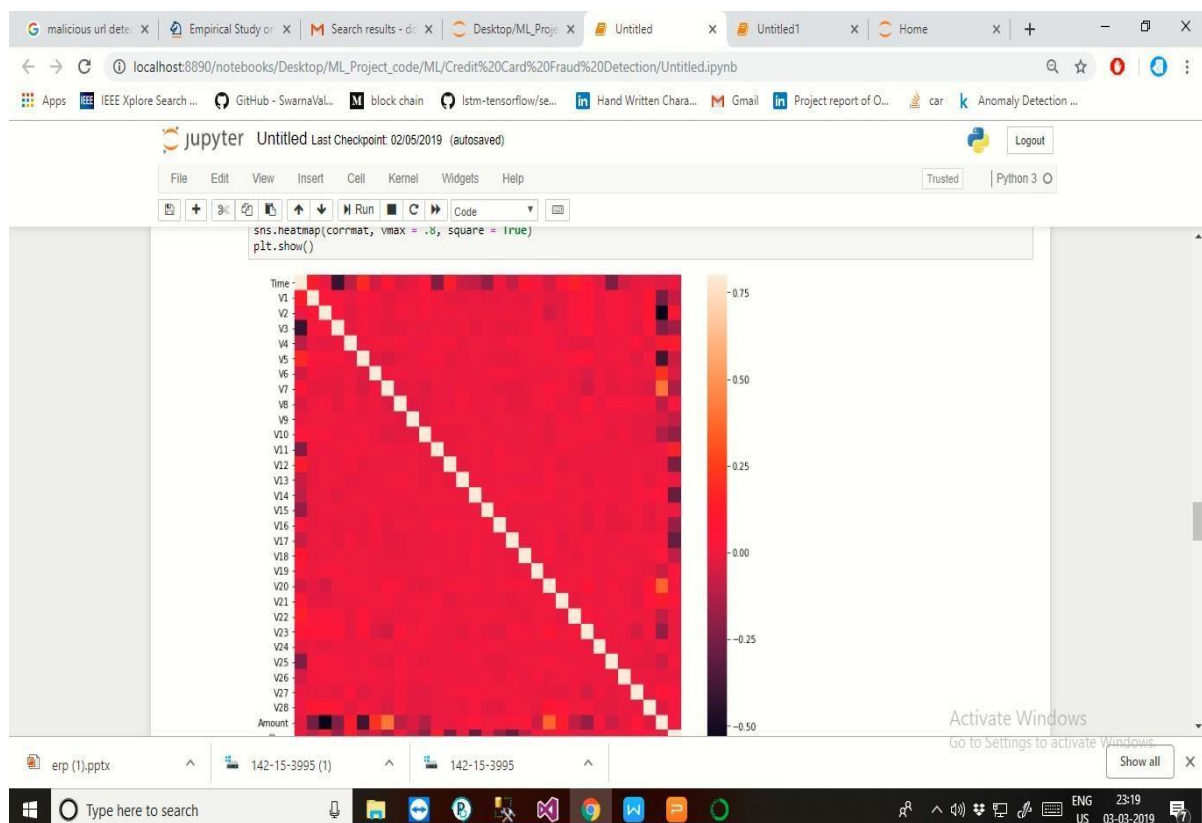 malicious url dete
Empirical Study on
Search results - do
Desktop/ML_Proje
Untitled
Untitled1
Home
localhost:8890/notebooks/Desktop/ML_Project_code/ML/Credit%20Card%20Fraud%20Detection/Untitled.ipynb
Apps
IEEE Xplore Search ...
GitHub - SwarnaVal...
block chain
lstm-tensorflow/se...
Hand Written Chara...
Gmail
Project report of O...
car
Anomaly Detection ...
jupyter Untitled Last Checkpoint: 02/05/2019 (autosaved)
Logout
File Edit View Insert Cell Kernel Widgets Help
Trusted
Python 3
Run
Code
sns.heatmap(corrmat, vmax = .8, square = True)
plt.show()
Time
V1
V2
V3
V4
V5
V6
V7
V8
V9
V10
V11
V12
V13
V14
V15
V16
V17
V18
V19
V20
V21
V22
V23
V24
V25
V26
V27
V28
Amount
0.75
0.50
0.25
0.00
-0.25
-0.50
Activate Windows
Go to Settings to activate Windows.
erp (1).pptx
142-15-3995 (1)
142-15-3995
Show all
Type here to search
ENG
US
23:19
03-03-2019